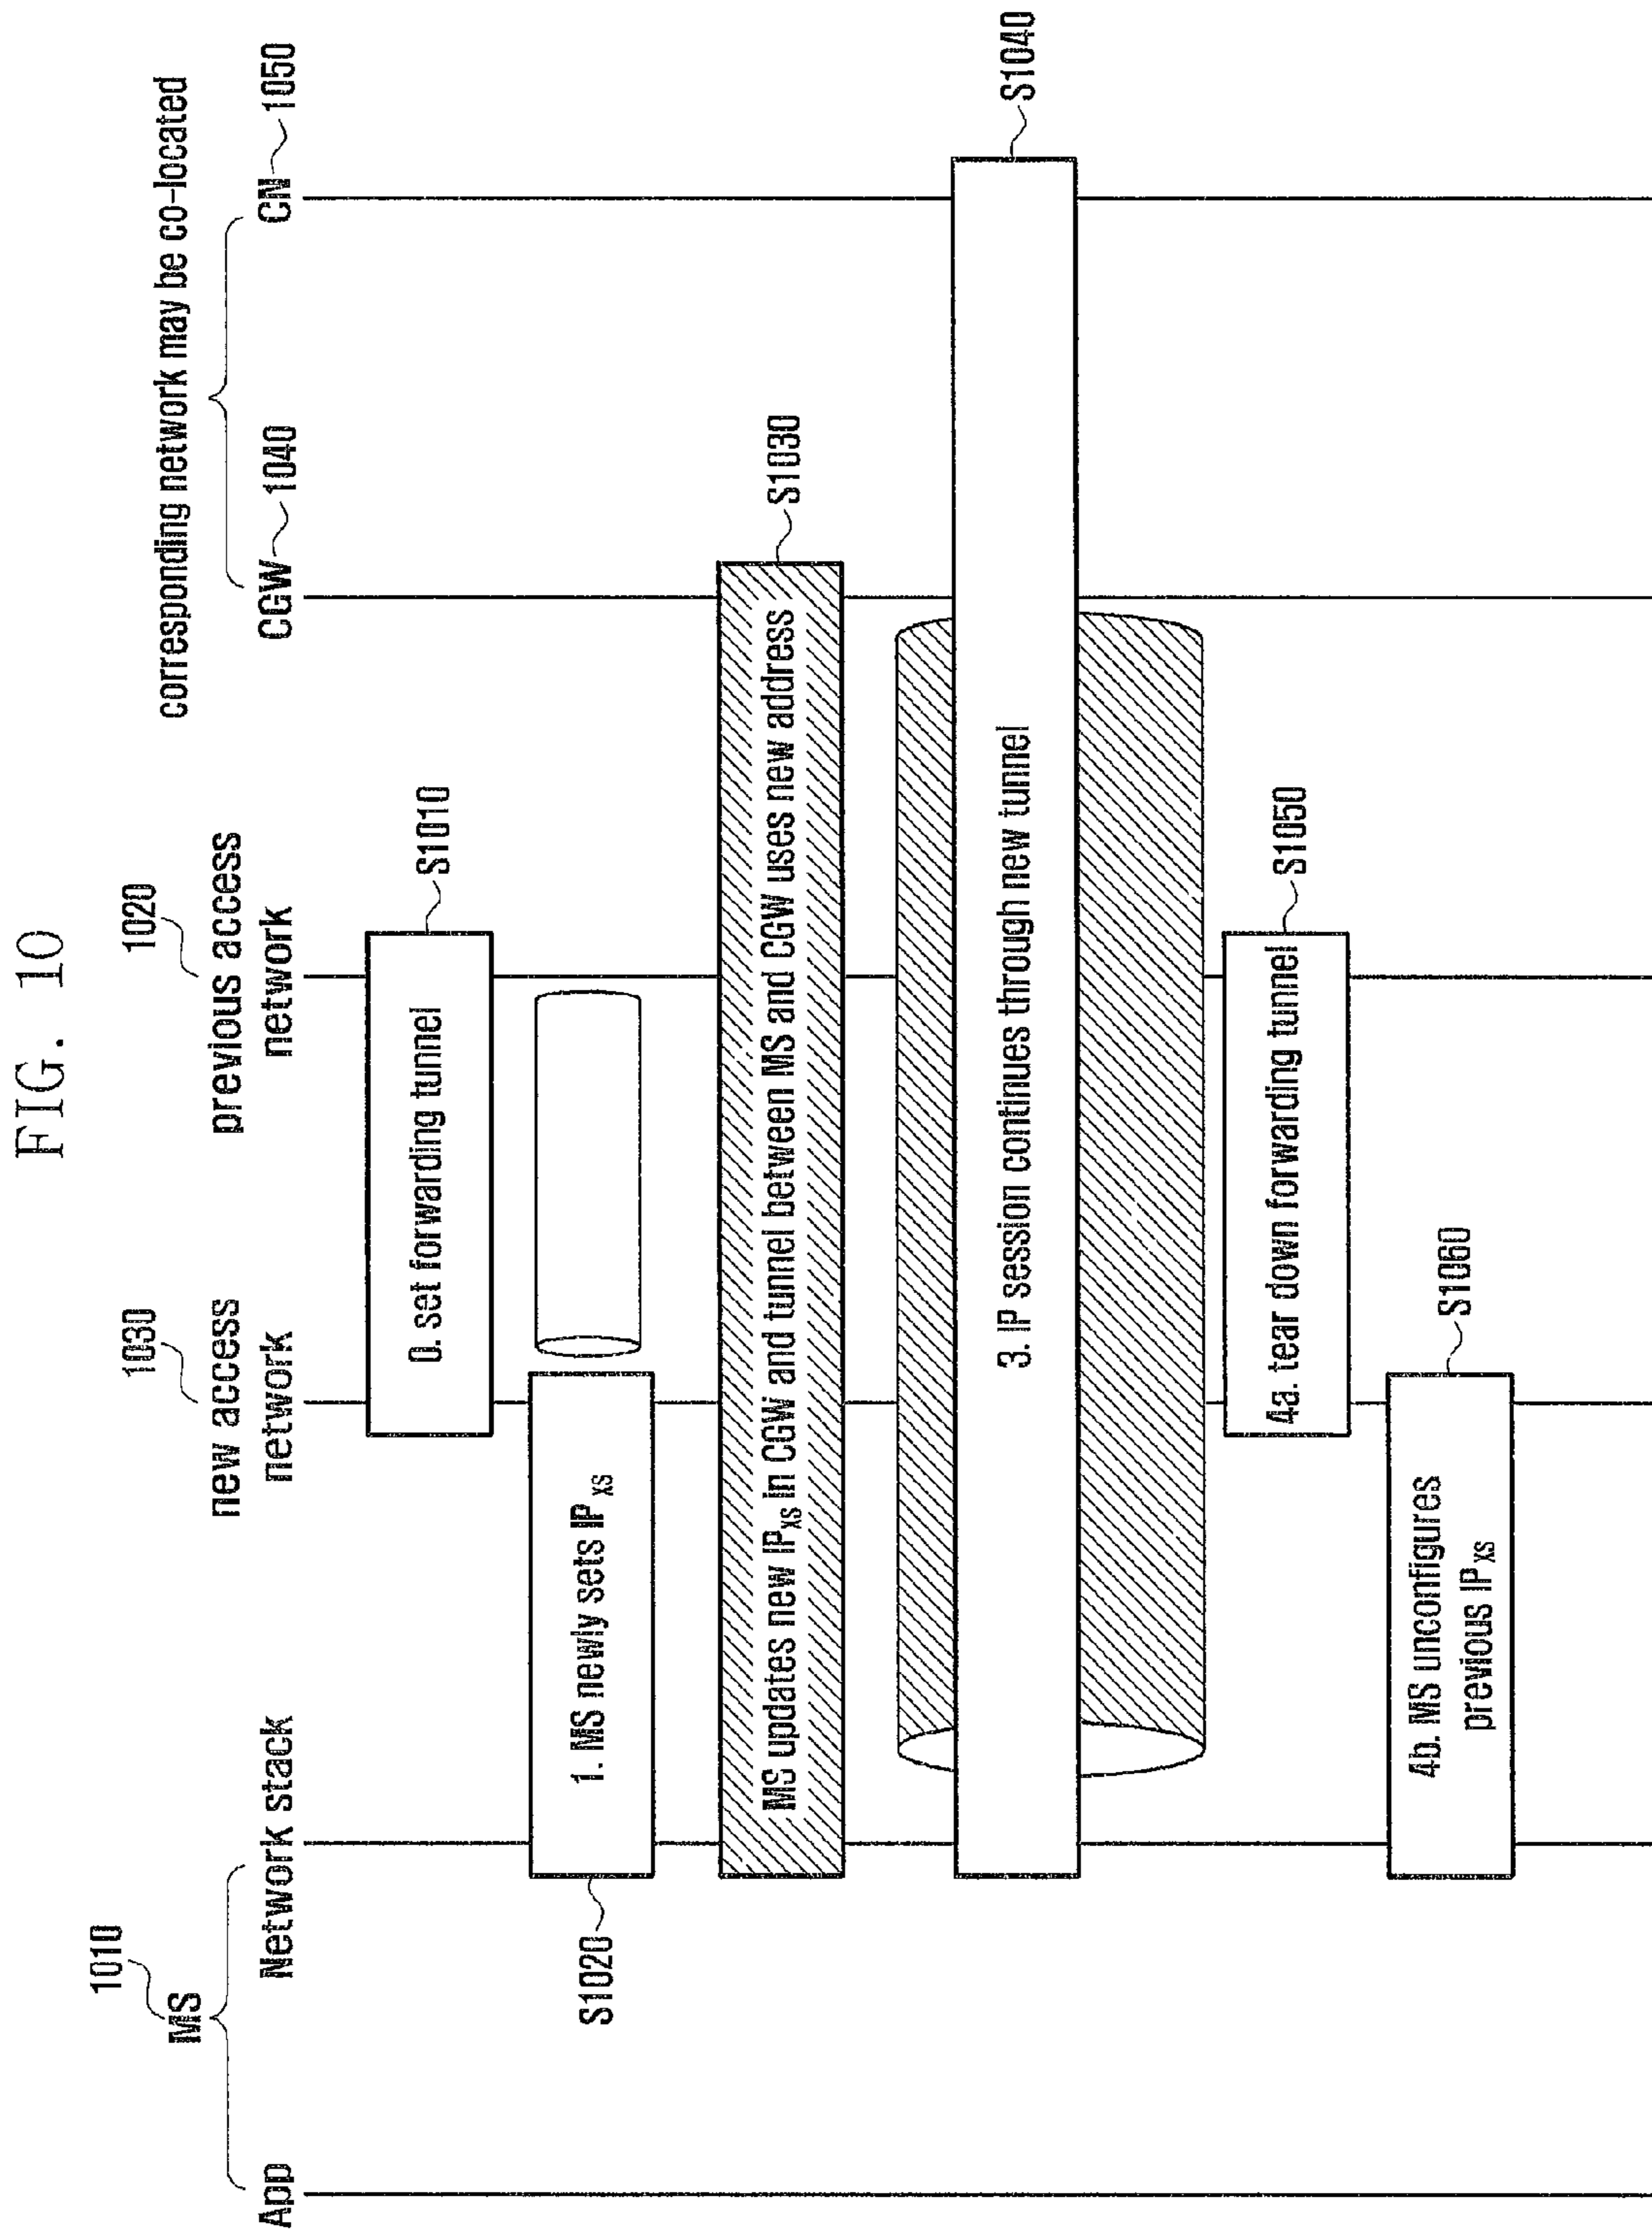 FIG. 10
corresponding network may be co-located
1010
MS
1030
1020
App
Network stack
new access
network
previous access
network
CGW
1040
CN
1050
0. set forwarding tunnel
S1010
S1020
1. MS newly sets IPXS
MS updates new IPXS in CGW and tunnel between MS and CGW uses new address
S1030
3. IP session continues through new tunnel
S1040
4a. tear down forwarding tunnel
S1050
4b. MS unconfigures
previous IPXS
S1060